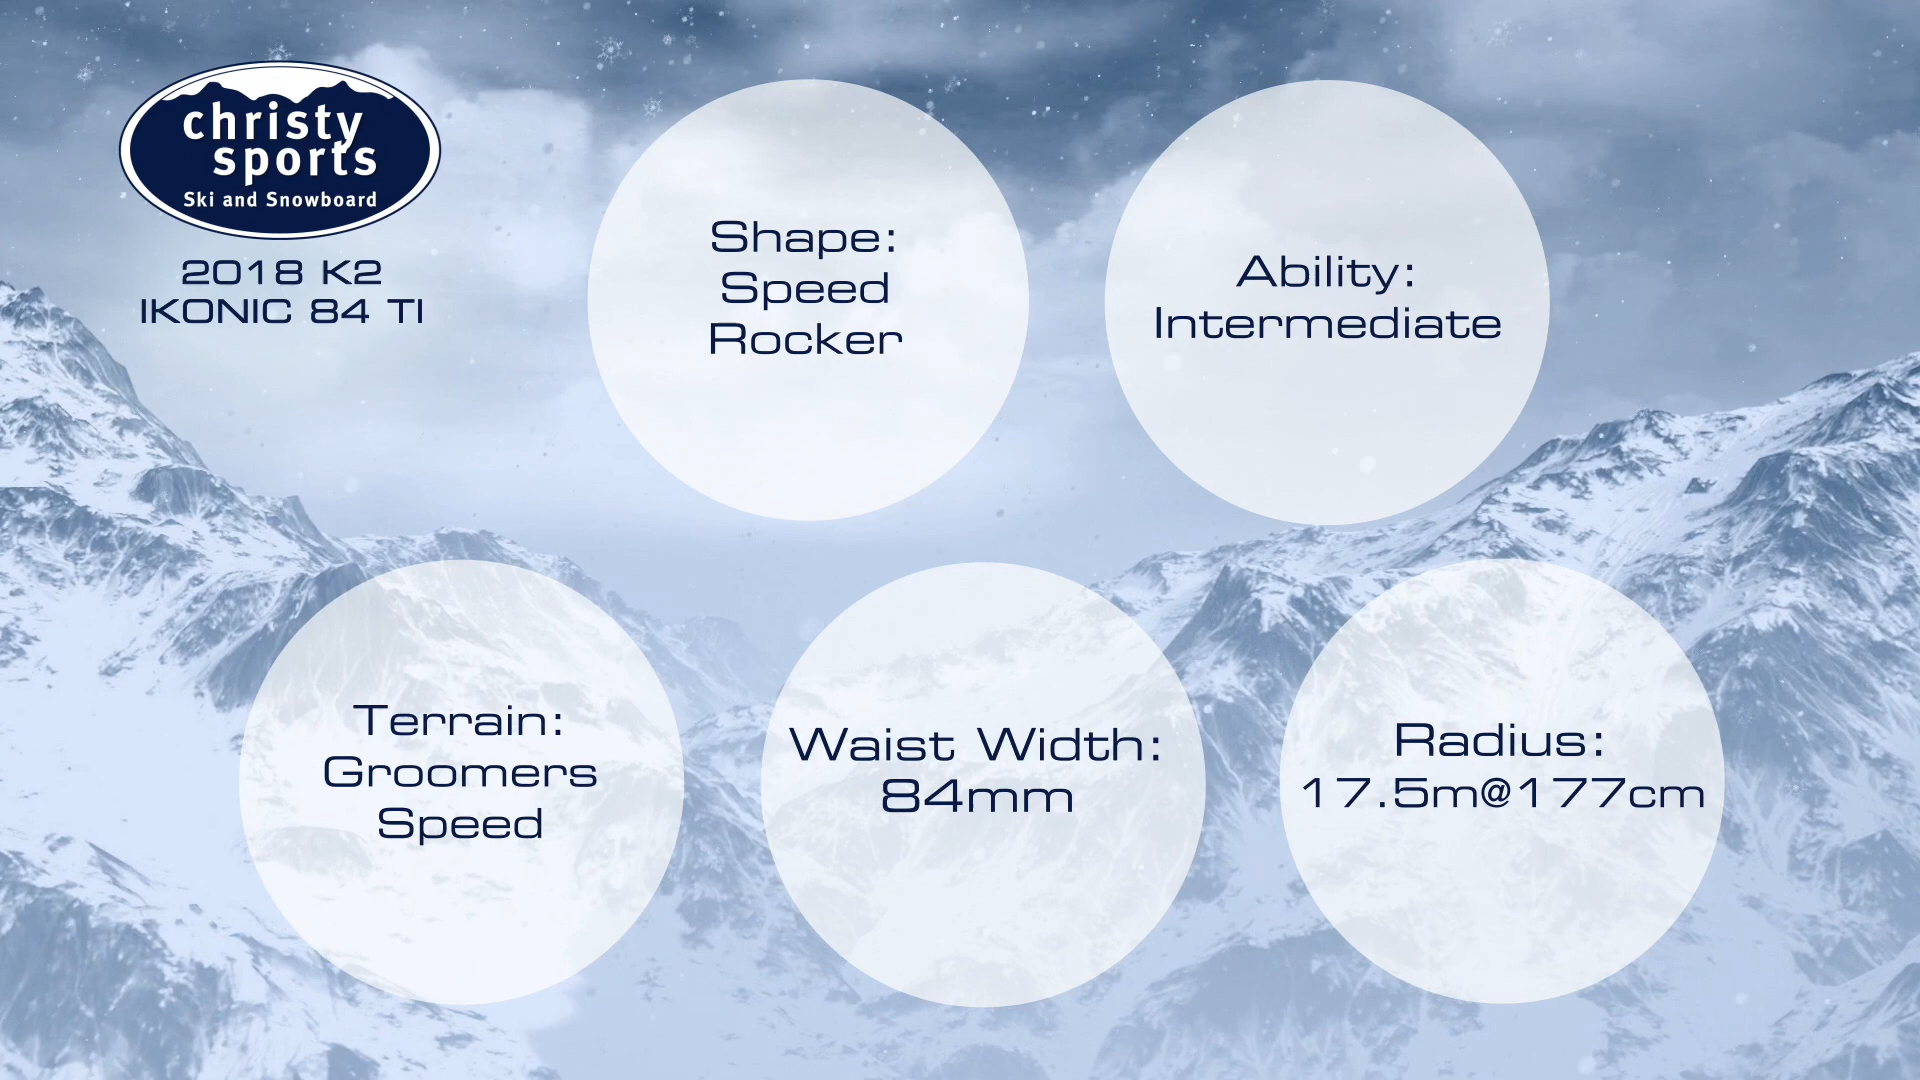 christy
sports
Ski and Snowboard
2018 K2
IKONIC 84 TI
Shape:
Speed
Rocker
Ability:
Intermediate
Terrain:
Groomers
Speed
Waist Width:
84mm
Radius:
17.5m@177cm